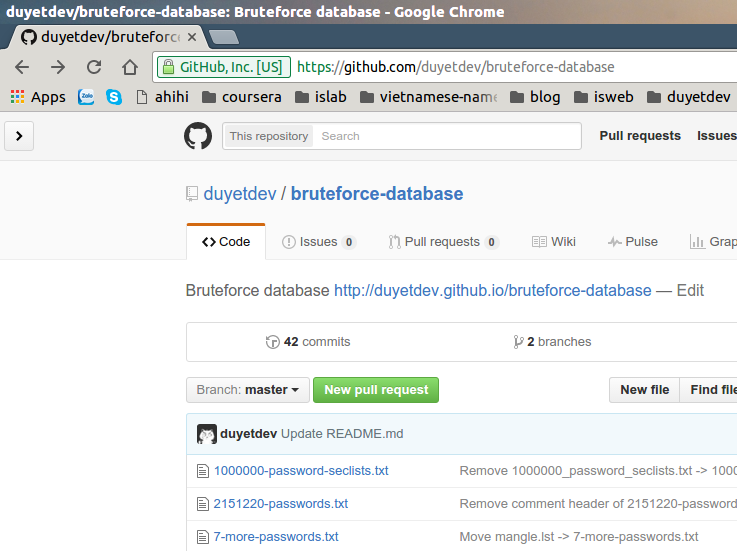 duyetdev/bruteforce-database: Bruteforce database - Google Chrome
duyetdev/bruteforc
GitHub, Inc. [US] https://github.com/duyetdev/bruteforce-database
Apps Zalo ahihi coursera islab vietnamese-name blog isweb duyetdev
This repository Search Pull requests Issues
duyetdev / bruteforce-database
Code Issues 0 Pull requests 0 Wiki Pulse Grap
Bruteforce database http://duyetdev.github.io/bruteforce-database — Edit
42 commits 2 branches
Branch: master New pull request New file Find file
duyetdev Update README.md
1000000-password-seclists.txt Remove 1000000_password_seclists.txt -> 1000
2151220-passwords.txt Remove comment header of 2151220-password
7-more-passwords.txt Move mangle.lst -> 7-more-passwords.txt